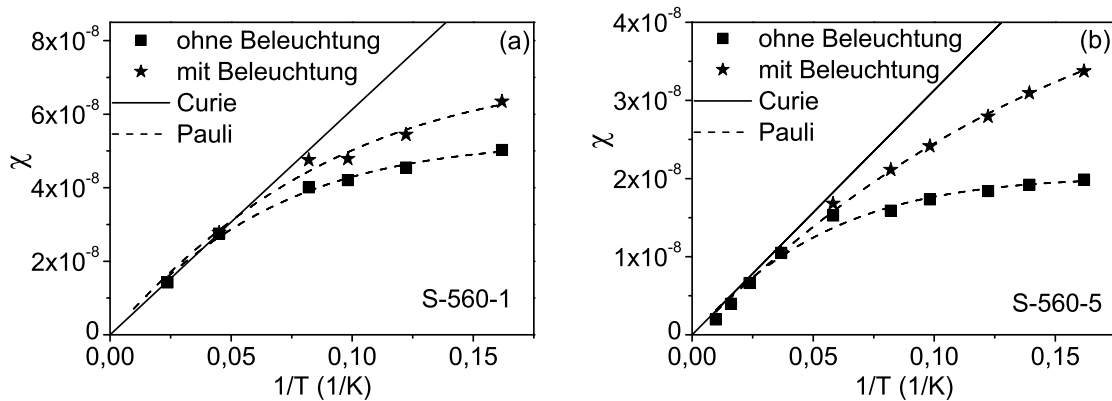 8x10-8
6x10-8
4x10-8
2x10-8
0
χ
ohne Beleuchtung
mit Beleuchtung
Curie
Pauli
(a)
S-560-1
0,00 0,05 0,10 0,15
1/T (1/K)
4x10-8
3x10-8
2x10-8
1x10-8
0
χ
ohne Beleuchtung
mit Beleuchtung
Curie
Pauli
(b)
S-560-5
0,00 0,05 0,10 0,15
1/T (1/K)